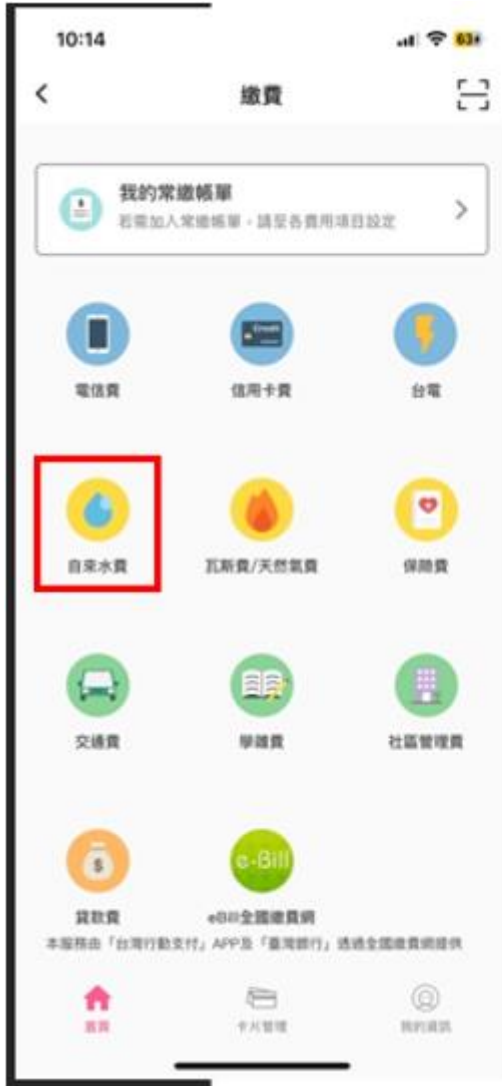 10:14
63
繳費
我的常繳帳單
若需加入常繳帳單,請至各費用項目設定
Credit
電信費
信用卡費
台電
自來水費
瓦斯費/天然氣費
保險費
交通費
學雜費
社區管理費
$
e-Bill
貸款費
eBill全國繳費網
本服務由「台灣行動支付」APP及「臺灣銀行」透過全國繳費網提供
首頁
卡片管理
我的資訊